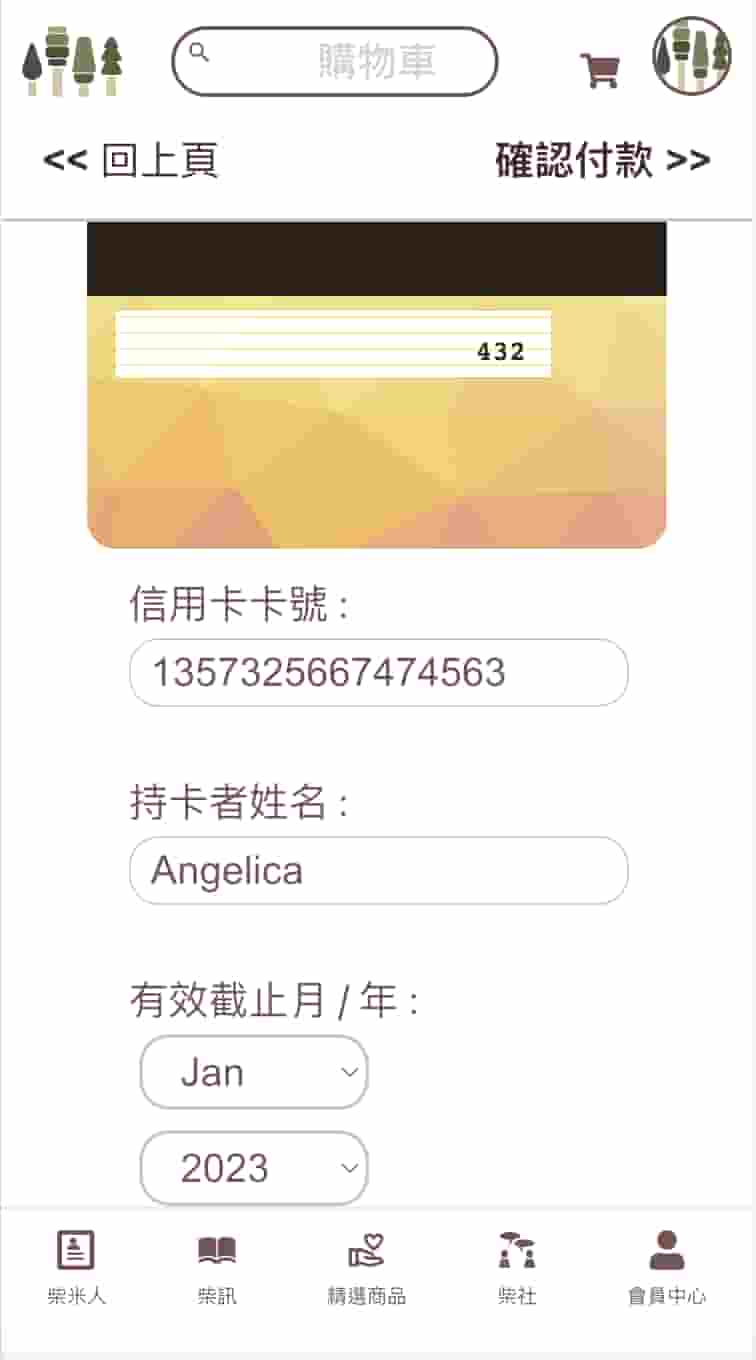 購物車
<< 回上頁
確認付款 >>
432
信用卡卡號 :
1357325667474563
持卡者姓名 :
Angelica
有效截止月 / 年 :
Jan
2023
柴米人 柴訊 精選商品 柴社 會員中心